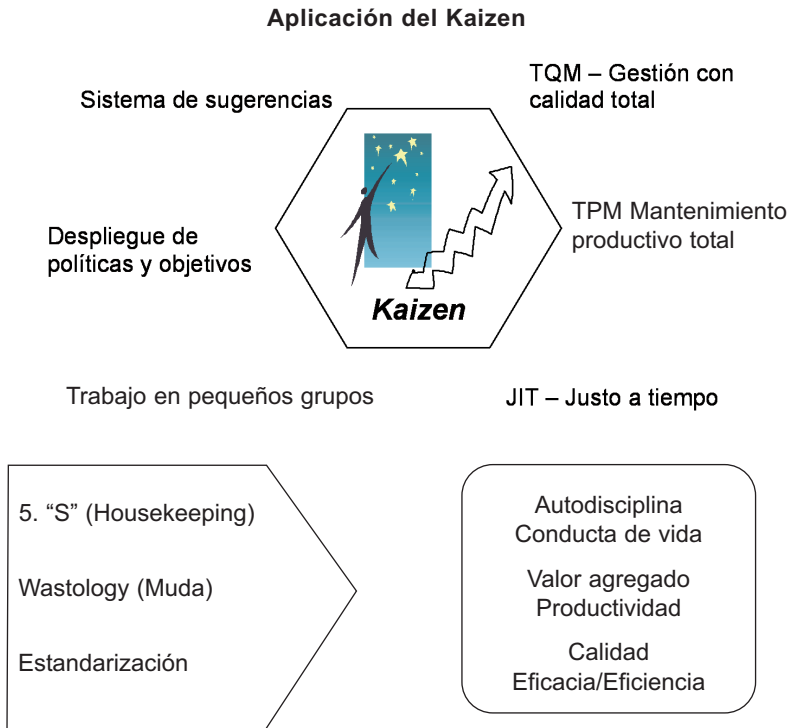 Aplicación del Kaizen
Sistema de sugerencias
TQM – Gestión con
calidad total
Despliegue de
políticas y objetivos
TPM Mantenimiento
productivo total
Kaizen
Trabajo en pequeños grupos
JIT – Justo a tiempo
5. “S” (Housekeeping)
Wastology (Muda)
Estandarización
Autodisciplina
Conducta de vida
Valor agregado
Productividad
Calidad
Eficacia/Eficiencia